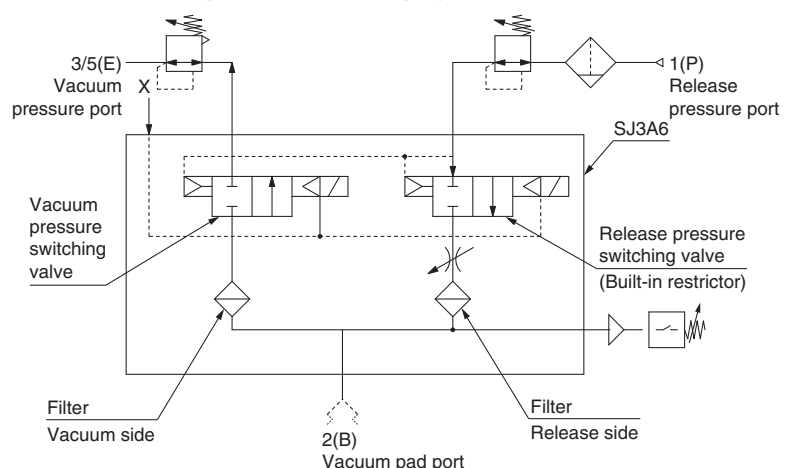 3/5(E)
Vacuum
pressure port
X
1(P)
Release
pressure port
SJ3A6
Vacuum
pressure
switching
valve
Release pressure
switching valve
(Built-in restrictor)
Filter
Vacuum side
2(B)
Vacuum pad port
Filter
Release side